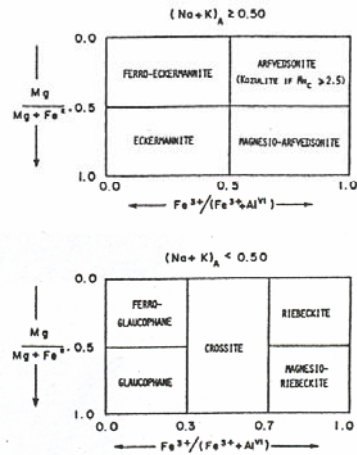 (Na+K)A ≥ 0.50
0.0
FERRO-ECKERMANNITE
ARFVEDSONITE
(KOZULITE IF MnC ≥ 2.5)
Mg
Mg + Fe²,
0.5
ECKERMANNITE
MAGNESIO-ARFVEDSONITE
1.0
0.0 0.5 1.0
← Fe3+/(Fe3++AlVI) →
(Na+K)A < 0.50
0.0
FERRO-
GLAUCOPHANE
RIEBECKITE
Mg
Mg + Fe²,
0.5
CROSSITE
GLAUCOPHANE
MAGNESIO-
RIEBECKITE
1.0
0.0 0.3 0.7 1.0
← Fe3+/(Fe3++AlVI) →